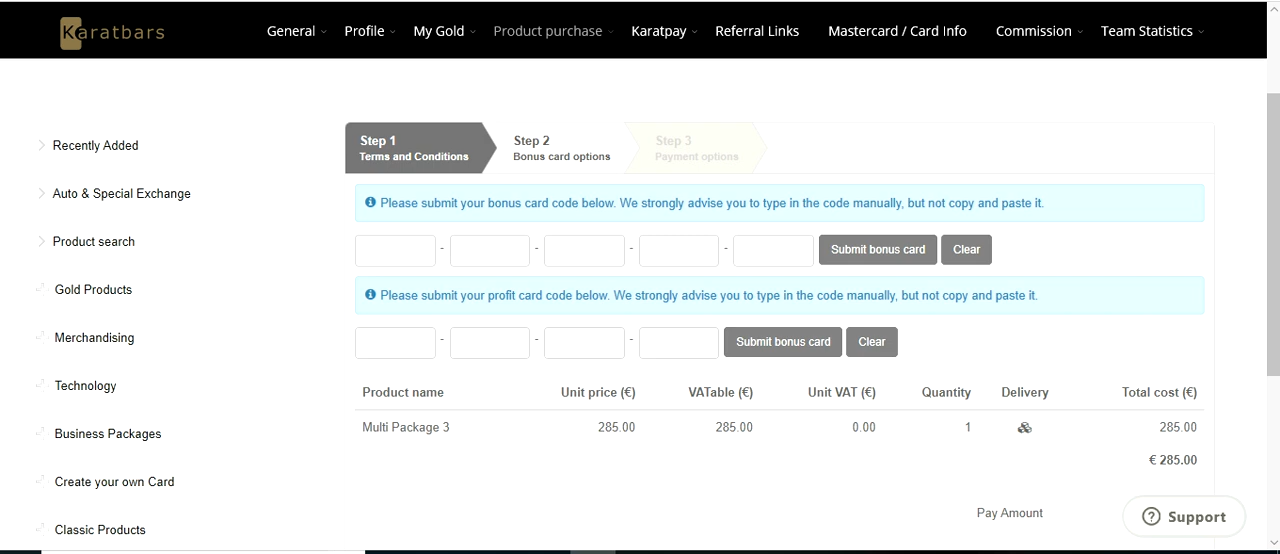 Karatbars
General Profile My Gold Product purchase Karatpay Referral Links Mastercard / Card Info Commission Team Statistics
Recently Added
Auto & Special Exchange
Product search
Gold Products
Merchandising
Technology
Business Packages
Create your own Card
Classic Products
Step 1
Terms and Conditions
Step 2
Bonus card options
Step 3
Payment options
Please submit your bonus card code below. We strongly advise you to type in the code manually, but not copy and paste it.
- - - - Submit bonus card Clear
Please submit your profit card code below. We strongly advise you to type in the code manually, but not copy and paste it.
- - - Submit bonus card Clear
Product name Unit price (€) VATable (€) Unit VAT (€) Quantity Delivery Total cost (€)
Multi Package 3 285.00 285.00 0.00 1 285.00
€ 285.00
Pay Amount
Support